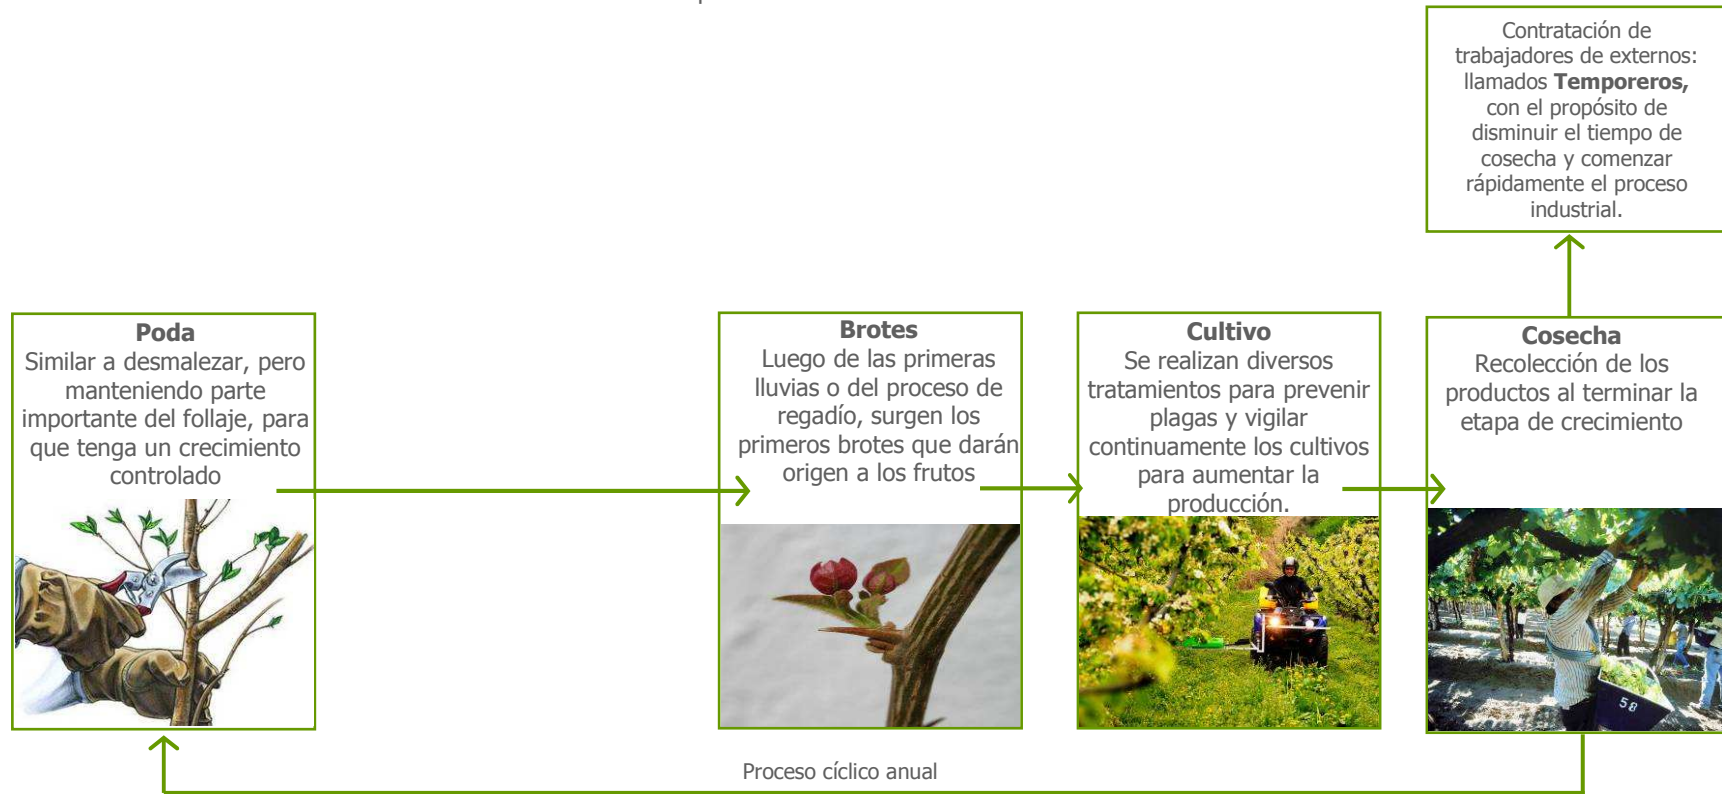 Contratación de
trabajadores de externos:
llamados Temporeros,
con el propósito de
disminuir el tiempo de
cosecha y comenzar
rápidamente el proceso
industrial.
Poda
Similar a desmalezar, pero
manteniendo parte
importante del follaje, para
que tenga un crecimiento
controlado
Brotes
Luego de las primeras
lluvias o del proceso de
regadío, surgen los
primeros brotes que darán
origen a los frutos
Cultivo
Se realizan diversos
tratamientos para prevenir
plagas y vigilar
continuamente los cultivos
para aumentar la
producción.
Cosecha
Recolección de los
productos al terminar la
etapa de crecimiento
58
Proceso cíclico anual